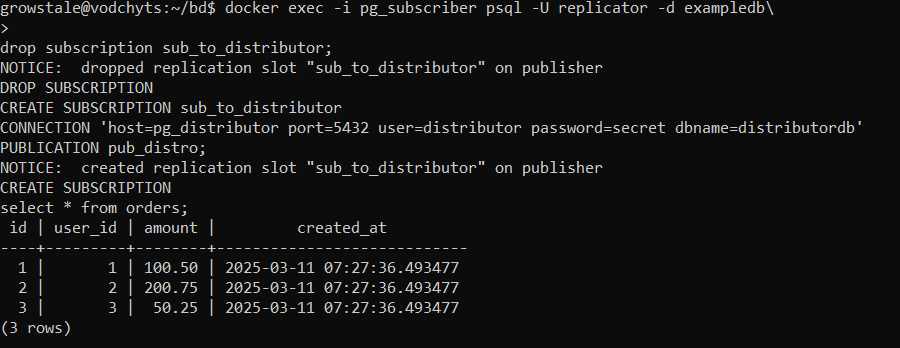 growstale@vodchyts:~/bd$ docker exec -i pg_subscriber psql -U replicator -d exampledb\
>
drop subscription sub_to_distributor;
NOTICE:  dropped replication slot "sub_to_distributor" on publisher
DROP SUBSCRIPTION
CREATE SUBSCRIPTION sub_to_distributor
CONNECTION 'host=pg_distributor port=5432 user=distributor password=secret dbname=distributordb'
PUBLICATION pub_distro;
NOTICE:  created replication slot "sub_to_distributor" on publisher
CREATE SUBSCRIPTION
select * from orders;
 id | user_id | amount |         created_at
----+---------+--------+----------------------------
  1 |       1 | 100.50 | 2025-03-11 07:27:36.493477
  2 |       2 | 200.75 | 2025-03-11 07:27:36.493477
  3 |       3 |  50.25 | 2025-03-11 07:27:36.493477
(3 rows)